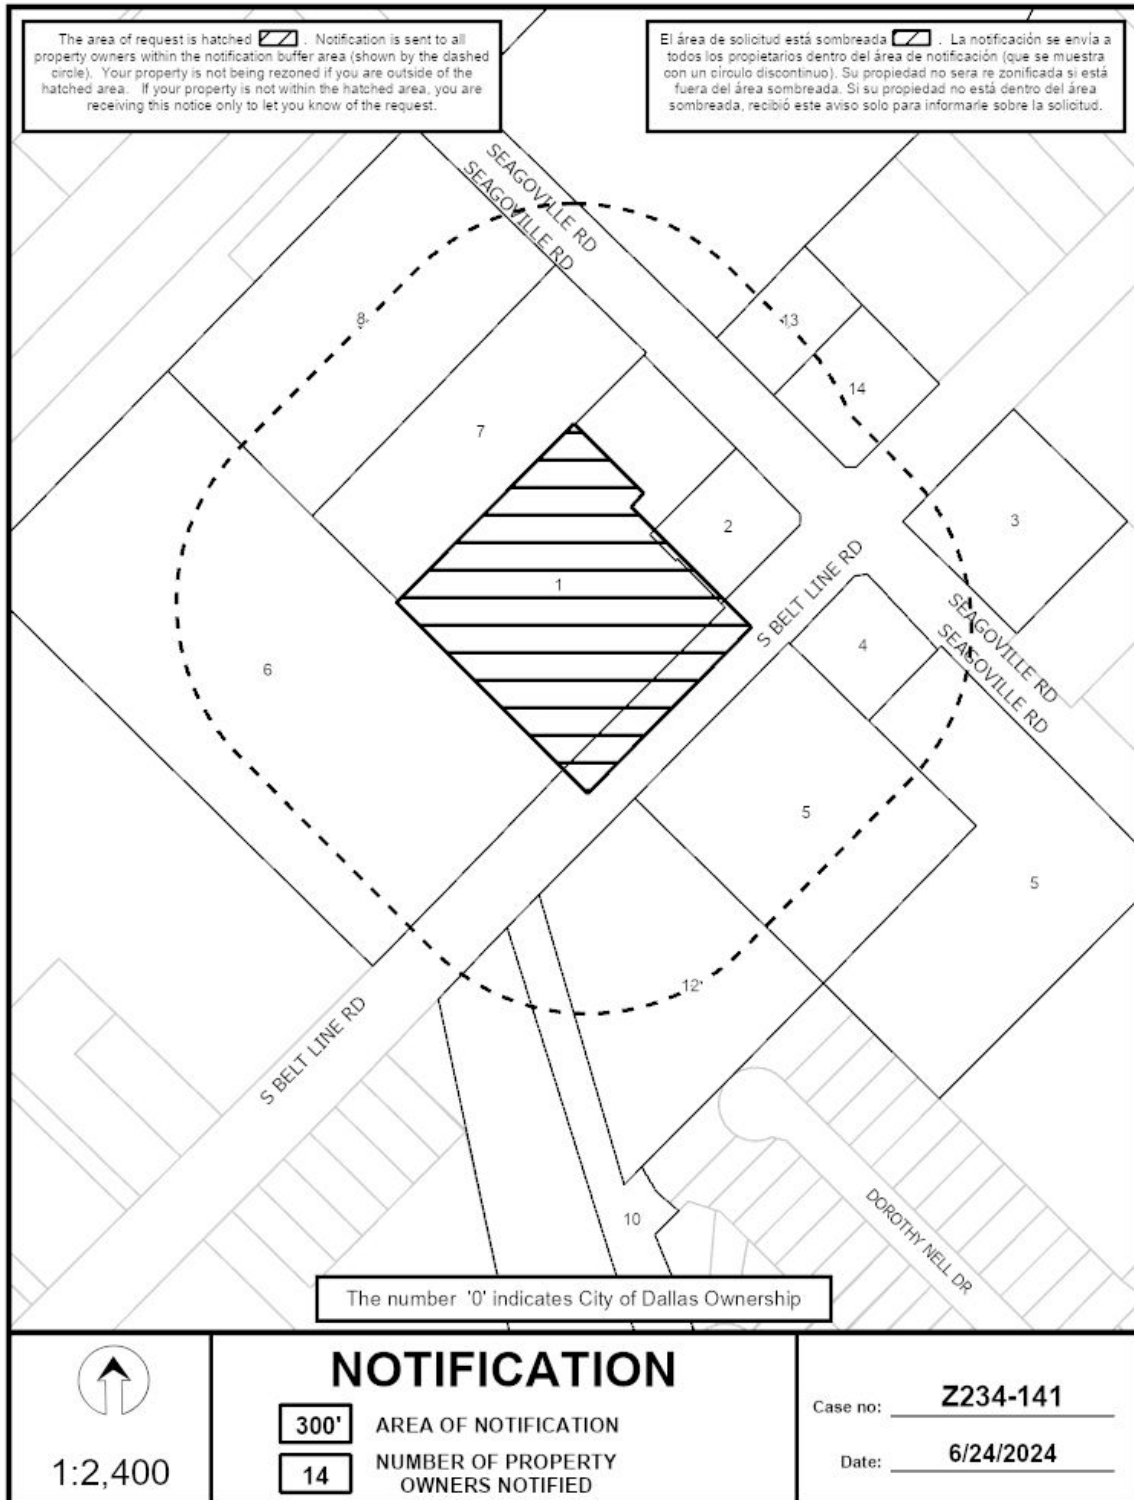 The area of request is hatched . Notification is sent to all
property owners within the notification buffer area (shown by the dashed
circle). Your property is not being rezoned if you are outside of the
hatched area. If your property is not within the hatched area, you are
receiving this notice only to let you know of the request.
El área de solicitud está sombreada . La notificación se envia a
todos los propietarios dentro del área de notificación (que se muestra
con un círculo discontinuo). Su propiedad no sera re zonificada si está
fuera del área sombreada. Si su propiedad no está dentro del área
sombreada, recibió este aviso solo para informarle sobre la solicitud.
SEAGOVILLE RD
SEAGOVILLE RD
8
13
14
7
2
3
1
S BELT LINE RD
SEAGOVILLE RD
SEAGOVILLE RD
4
6
5
5
12
S BELT LINE RD
10
DOROTHY NELL DR
The number '0' indicates City of Dallas Ownership
1:2,400
NOTIFICATION
300' AREA OF NOTIFICATION
14 NUMBER OF PROPERTY
OWNERS NOTIFIED
Case no: Z234-141
Date: 6/24/2024